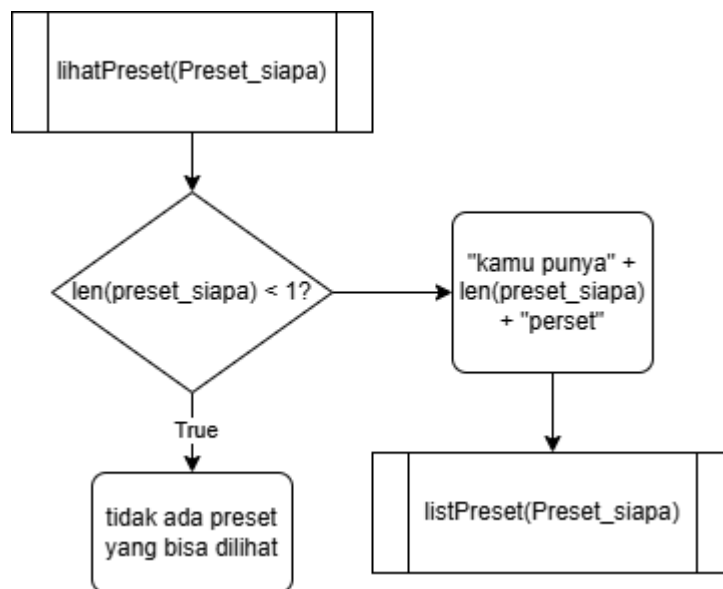 lihatPreset(Preset_siapa)
len(preset_siapa) < 1?
"kamu punya" +
len(preset_siapa)
+ "perset"
True
tidak ada preset
yang bisa dilihat
listPreset(Preset_siapa)